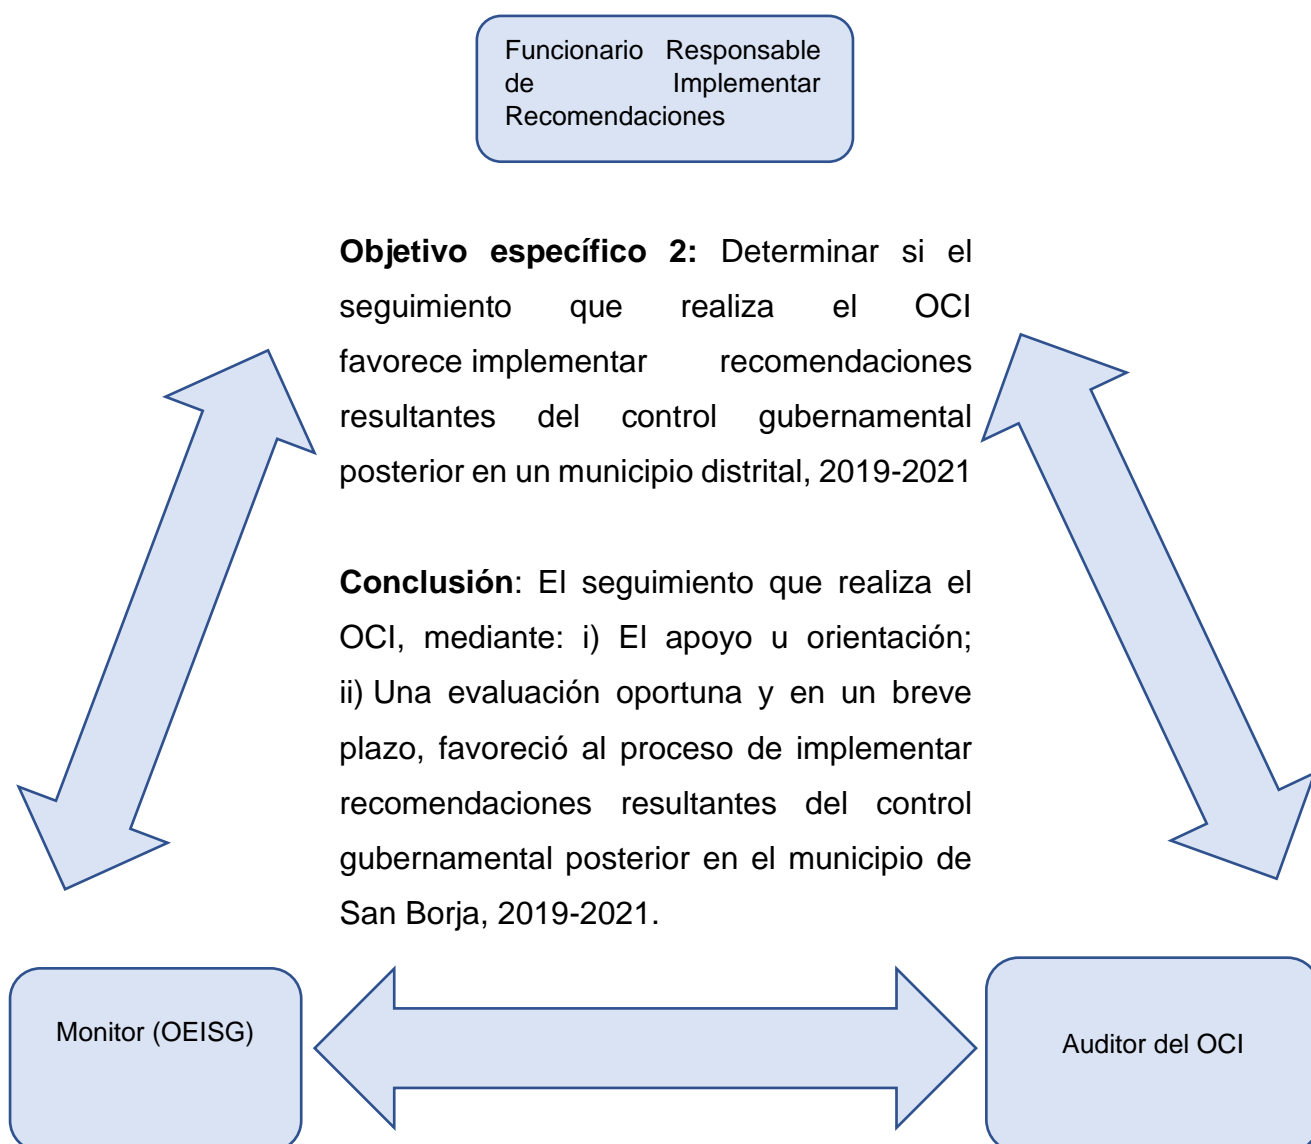 Funcionario Responsable
de Implementar
Recomendaciones
Objetivo específico 2: Determinar si el
seguimiento que realiza el OCI
favorece implementar recomendaciones
resultantes del control gubernamental
posterior en un municipio distrital, 2019-2021
Conclusión: El seguimiento que realiza el
OCI, mediante: i) El apoyo u orientación;
ii) Una evaluación oportuna y en un breve
plazo, favoreció al proceso de implementar
recomendaciones resultantes del control
gubernamental posterior en el municipio de
San Borja, 2019-2021.
Monitor (OEISG)
Auditor del OCI